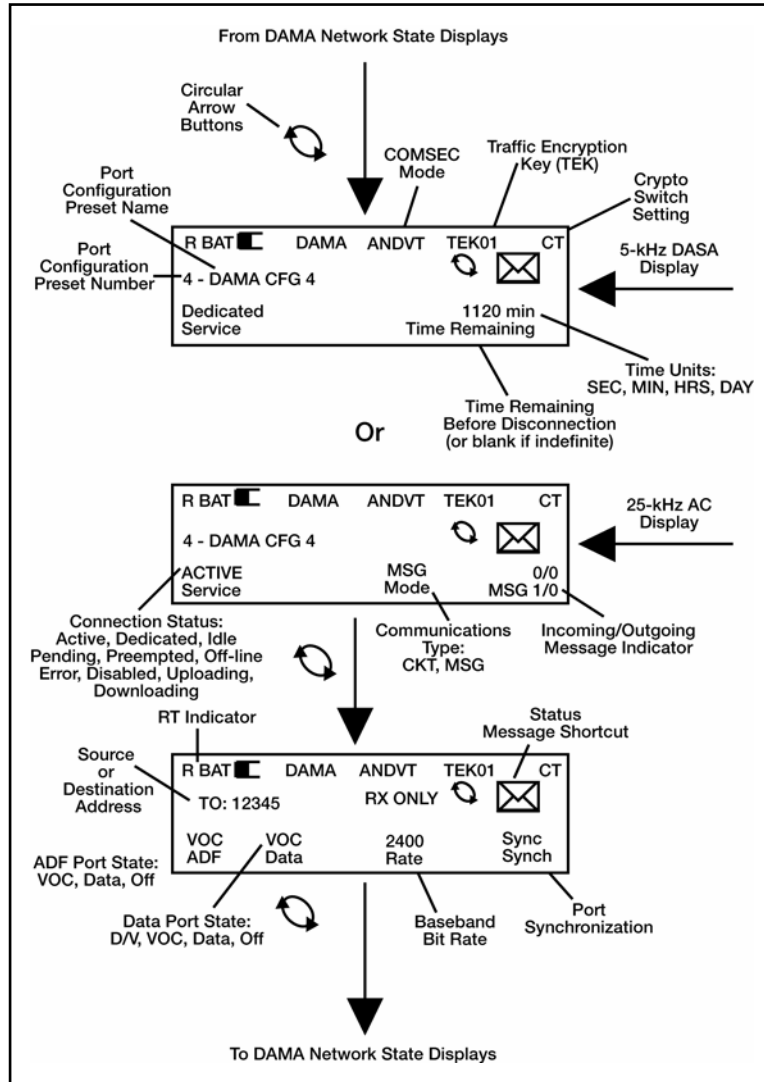 From DAMA Network State Displays
Circular
Arrow
Buttons
COMSEC
Mode
Traffic Encryption
Key (TEK)
Crypto
Switch
Setting
Port
Configuration
Preset Name
Port
Configuration
Preset Number
R BAT DAMA ANDVT TEK01 CT
4 - DAMA CFG 4
Dedicated
Service
1120 min
Time Remaining
5-kHz DASA
Display
Time Units:
SEC, MIN, HRS, DAY
Time Remaining
Before Disconnection
(or blank if indefinite)
Or
R BAT DAMA ANDVT TEK01 CT
4 - DAMA CFG 4
ACTIVE
Service
MSG
Mode
0/0
MSG 1/0
25-kHz AC
Display
Connection Status:
Active, Dedicated, Idle
Pending, Preempted, Off-line
Error, Disabled, Uploading,
Downloading
Communications
Type:
CKT, MSG
Incoming/Outgoing
Message Indicator
RT Indicator
Status
Message Shortcut
Source
or
Destination
Address
R BAT DAMA ANDVT TEK01 CT
TO: 12345 RX ONLY
VOC
ADF
VOC
Data
2400
Rate
Sync
Synch
ADF Port State:
VOC, Data, Off
Data Port State:
D/V, VOC, Data, Off
Baseband
Bit Rate
Port
Synchronization
To DAMA Network State Displays